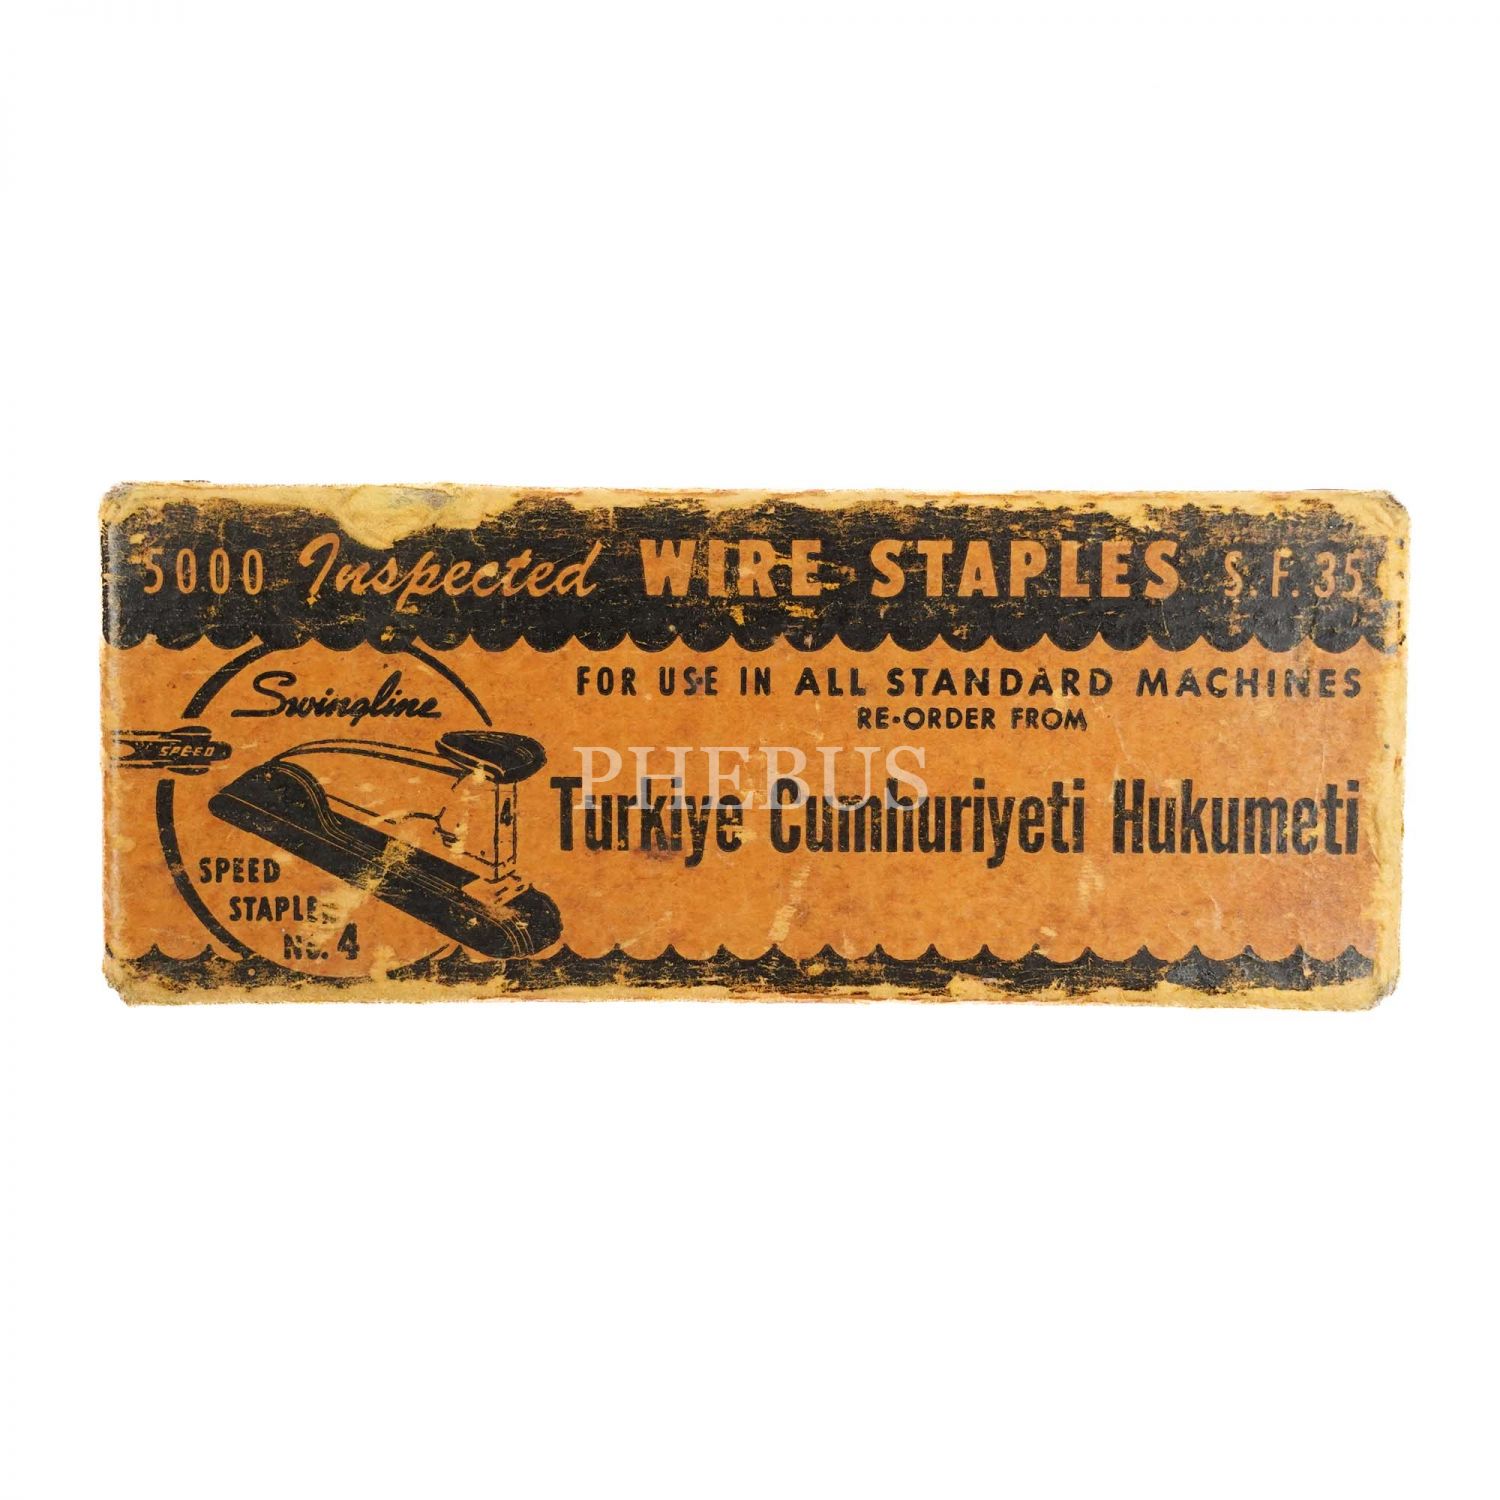 5000 Inspected WIRE STAPLES S. F. 35
FOR USE IN ALL STANDARD MACHINES
RE-ORDER FROM
Turkiye Cumhuriyeti Hukumeti
Swingline
SPEED
4
SPEED
STAPLER
No. 4
PHEBUS